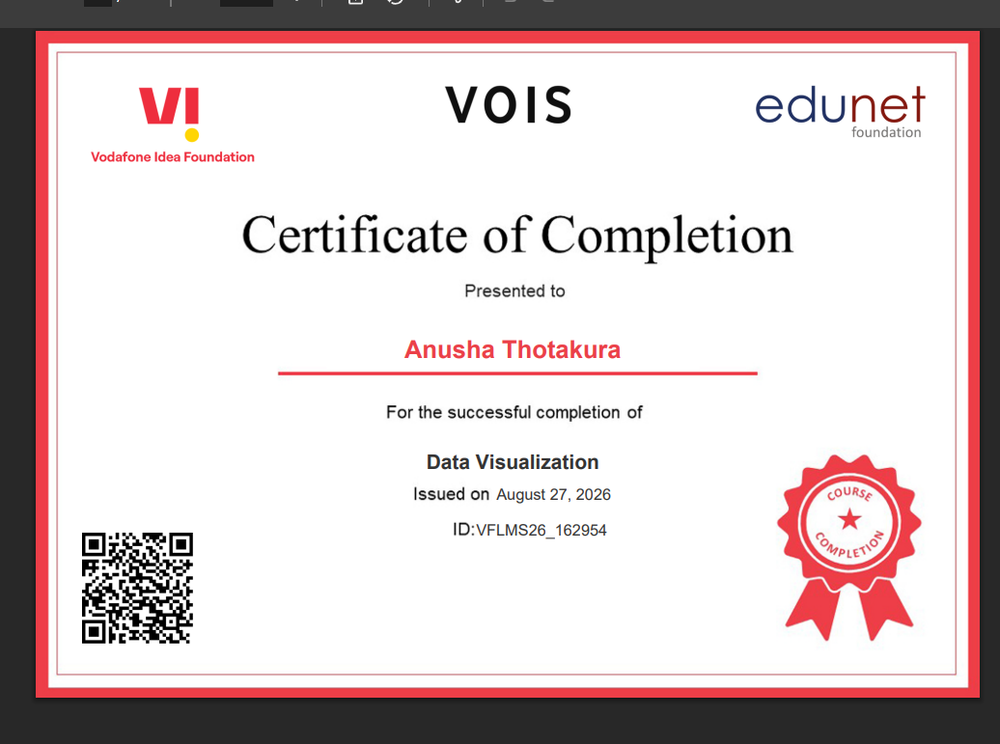 VI
Vodafone Idea Foundation
VOIS
edunet
foundation
Certificate of Completion
Presented to
Anusha Thotakura
For the successful completion of
Data Visualization
Issued on August 27, 2026
ID:VFLMS26_162954
COURSE
COMPLETION